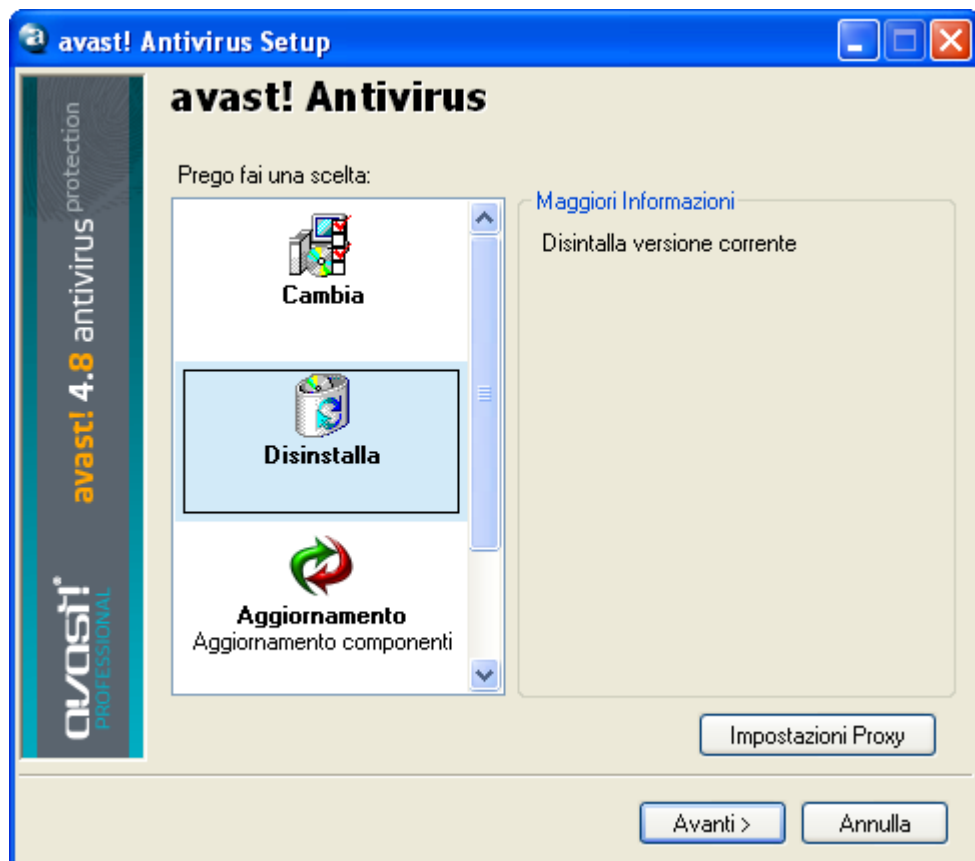 avast! Antivirus Setup
avast! Antivirus
Prego fai una scelta:
Cambia
Disinstalla
Aggiornamento
Aggiornamento componenti
Maggiori Informazioni
Disintalla versione corrente
Impostazioni Proxy
Avanti >
Annulla
avast! 4.8 antivirus protection
avast!®
PROFESSIONAL